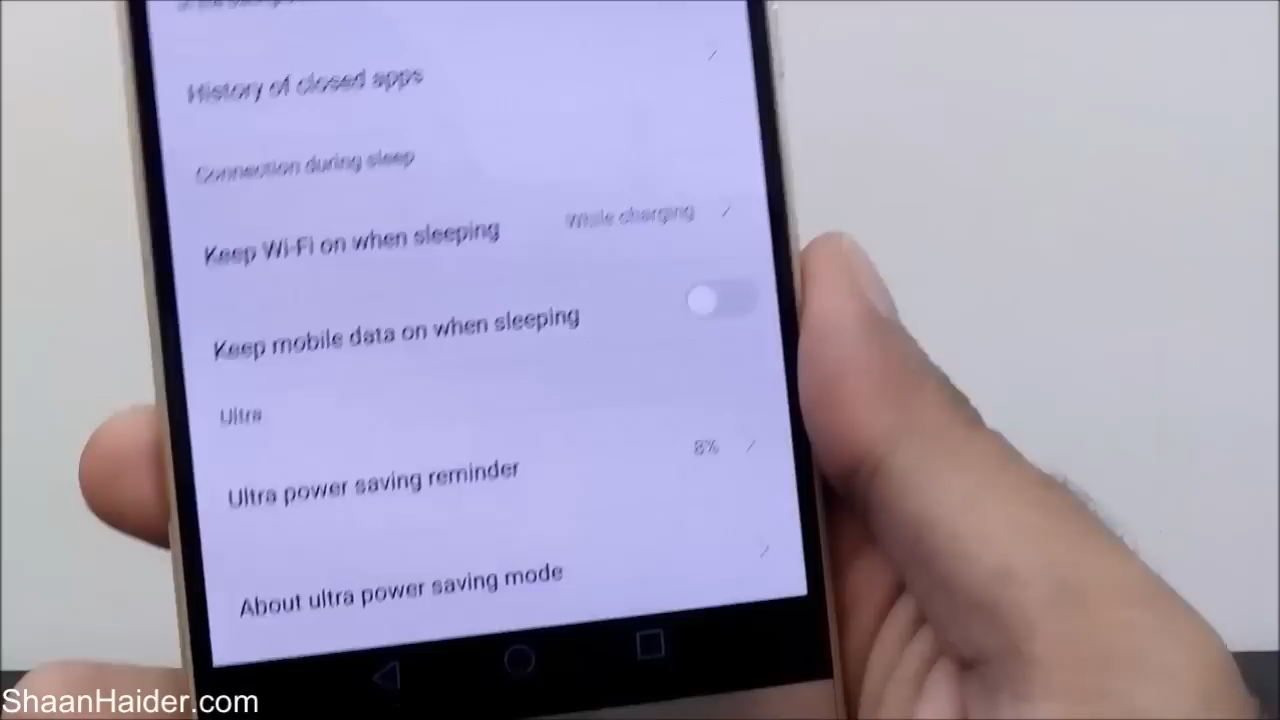 History of closed apps
Connection during sleep
Keep Wi-Fi on when sleeping While charging
Keep mobile data on when sleeping
Ultra
Ultra power saving reminder 8%
About ultra power saving mode
ShaanHaider.com